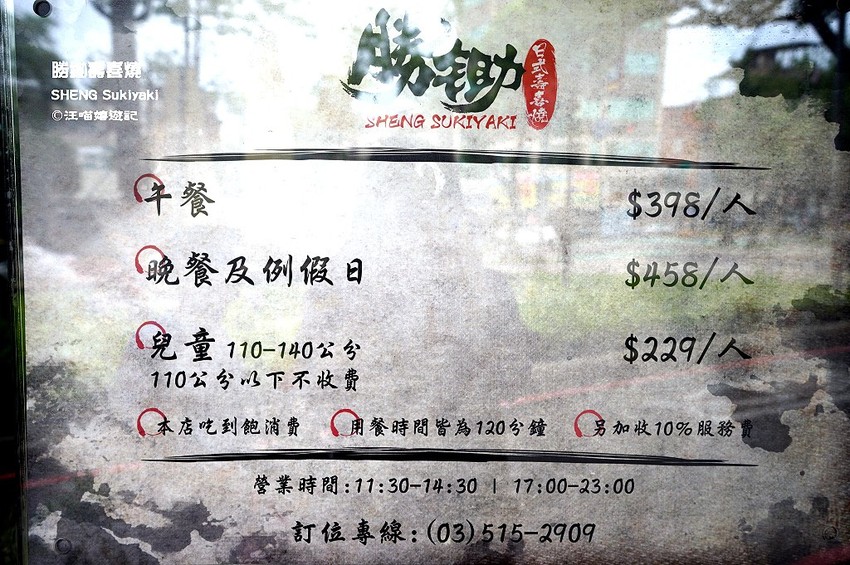 勝鋤壽喜燒
SHENG Sukiyaki
©汪喵嬉遊記
勝鋤
日式壽喜燒
SHENG SUKIYAKI
午餐 $398/人
晚餐及例假日 $458/人
兒童 110-140公分 $229/人
110公分以下不收費
本店吃到飽消費 用餐時間皆為120分鐘 另加收10%服務費
營業時間:11:30-14:30 | 17:00-23:00
訂位專線:(03)515-2909